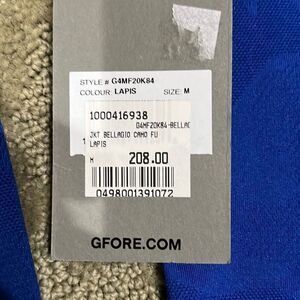 STYLE # G4MF20K84
COLOUR: LAPIS SIZE: M
1000416938
G4MF20K84-BELLAG
JKT BELLAGIO CAMO FU
LAPIS
M 208.00
0498001391072
GFORE.COM